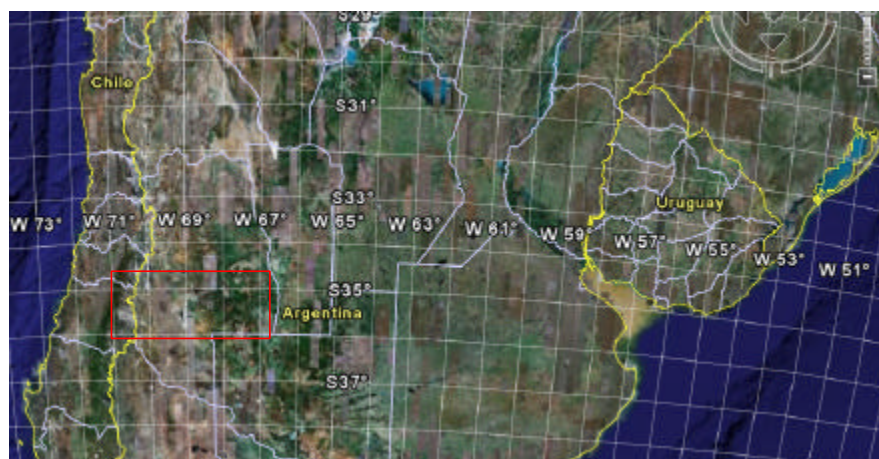 S29°
Chile
S31°
S33°
W 73°
W 71°
W 69°
W 67°
W 65°
W 63°
W 61°
W 59°
W 57°
W 55°
W 53°
W 51°
Uruguay
S35°
Argentina
S37°